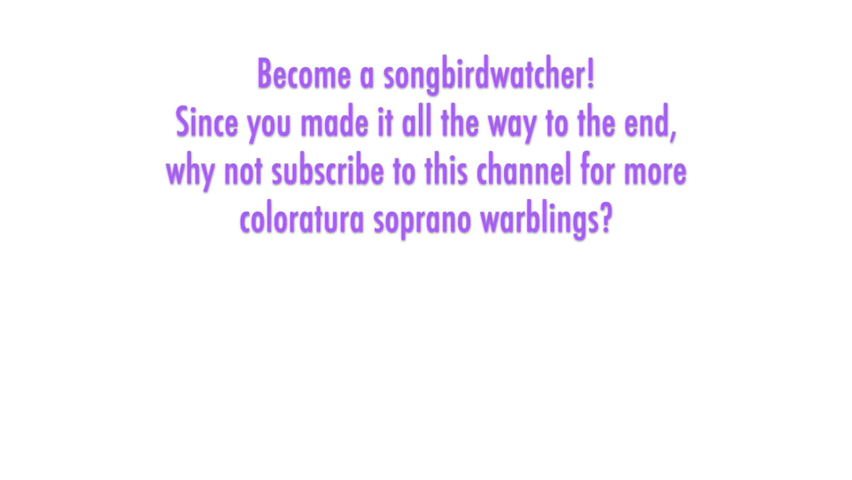 Become a songbirdwatcher!
Since you made it all the way to the end,
why not subscribe to this channel for more
coloratura soprano warblings?